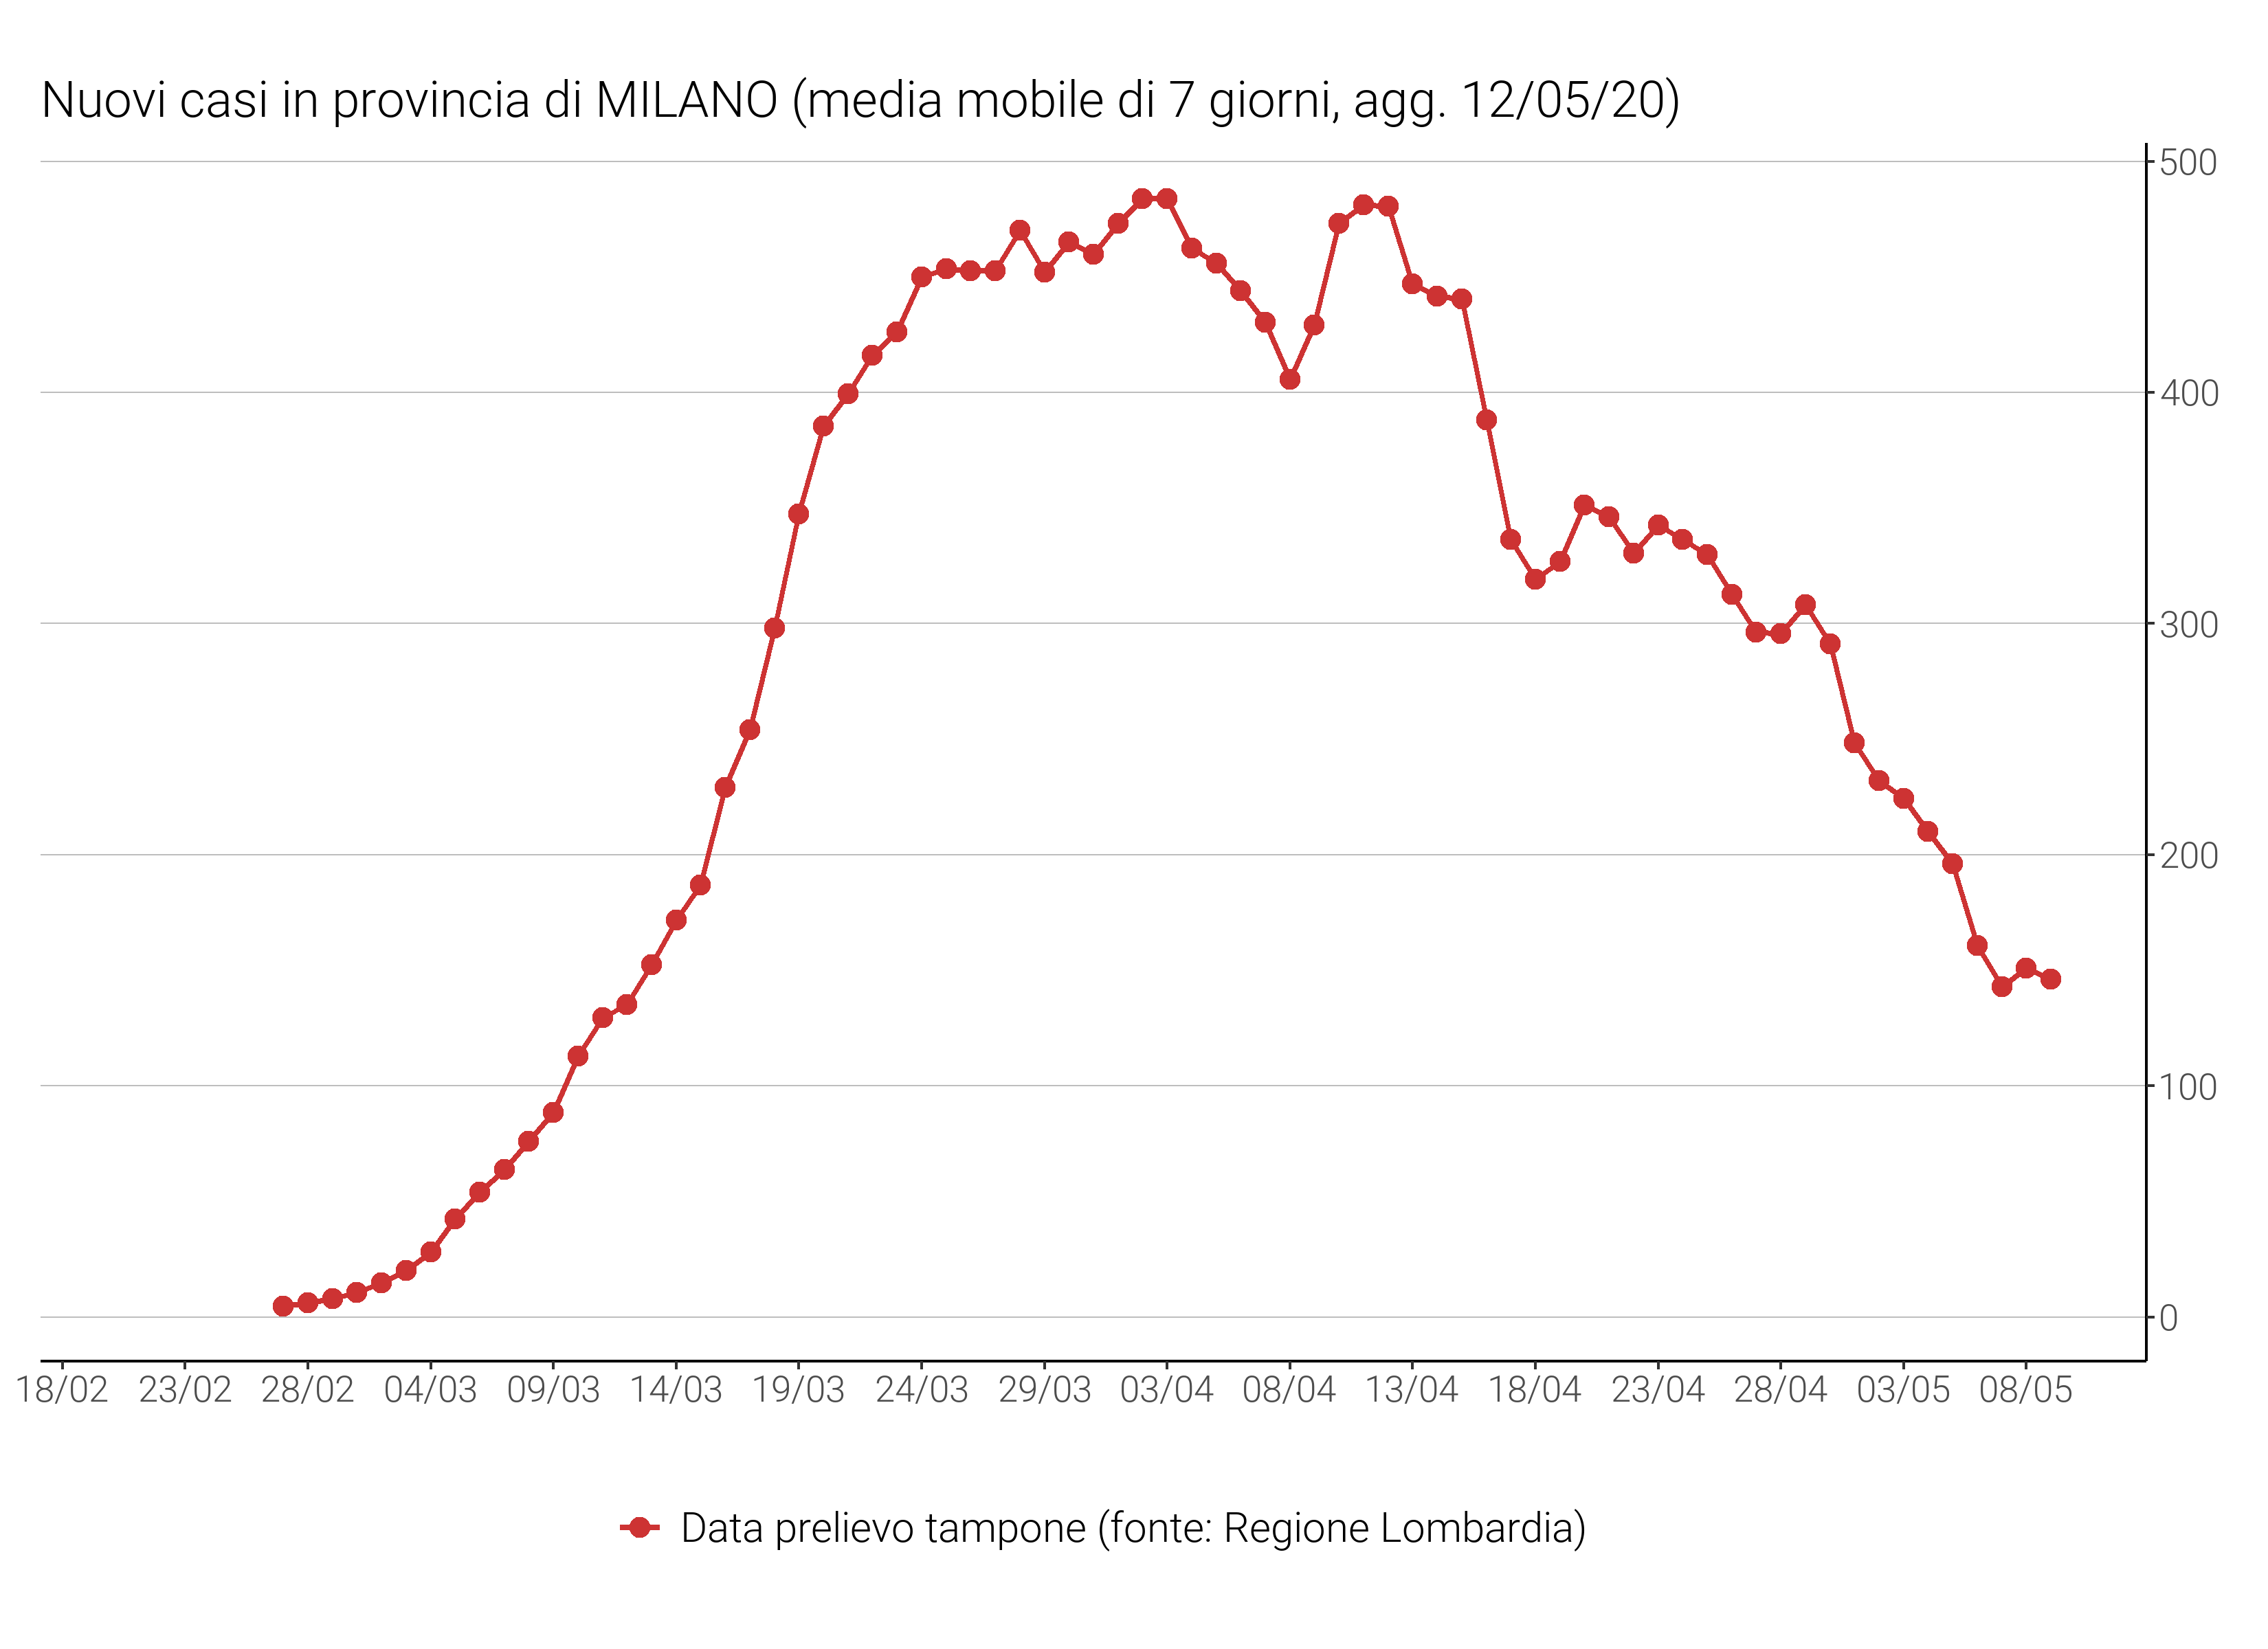 Nuovi casi in provincia di MILANO (media mobile di 7 giorni, agg. 12/05/20)
500
400
300
200
100
0
18/02 23/02 28/02 04/03 09/03 14/03 19/03 24/03 29/03 03/04 08/04 13/04 18/04 23/04 28/04 03/05 08/05
Data prelievo tampone (fonte: Regione Lombardia)